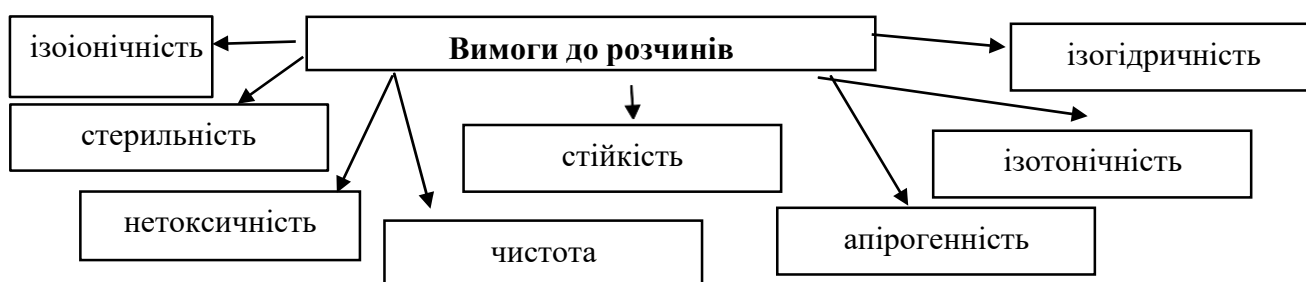 Вимоги до розчинів
ізоіонічність
ізогідричність
стерильність
стійкість
ізотонічність
нетоксичність
чистота
апірогенність